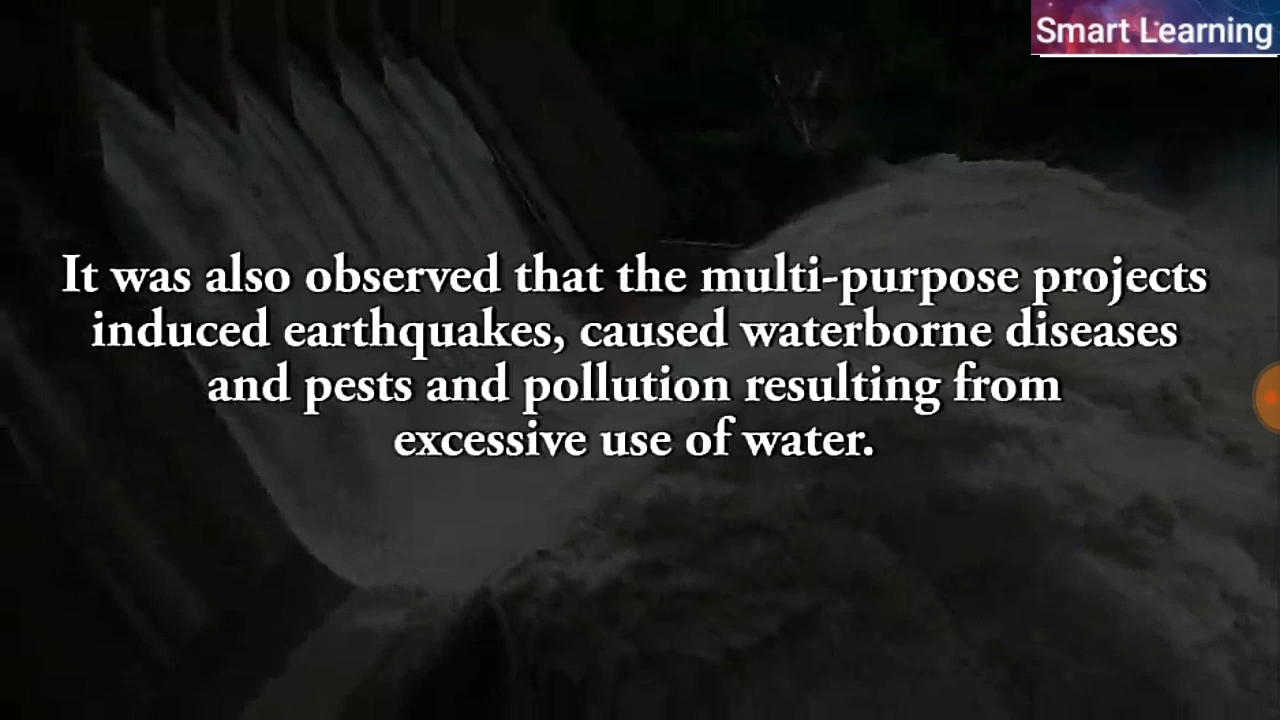 Smart Learning
It was also observed that the multi-purpose projects
induced earthquakes, caused waterborne diseases
and pests and pollution resulting from
excessive use of water.